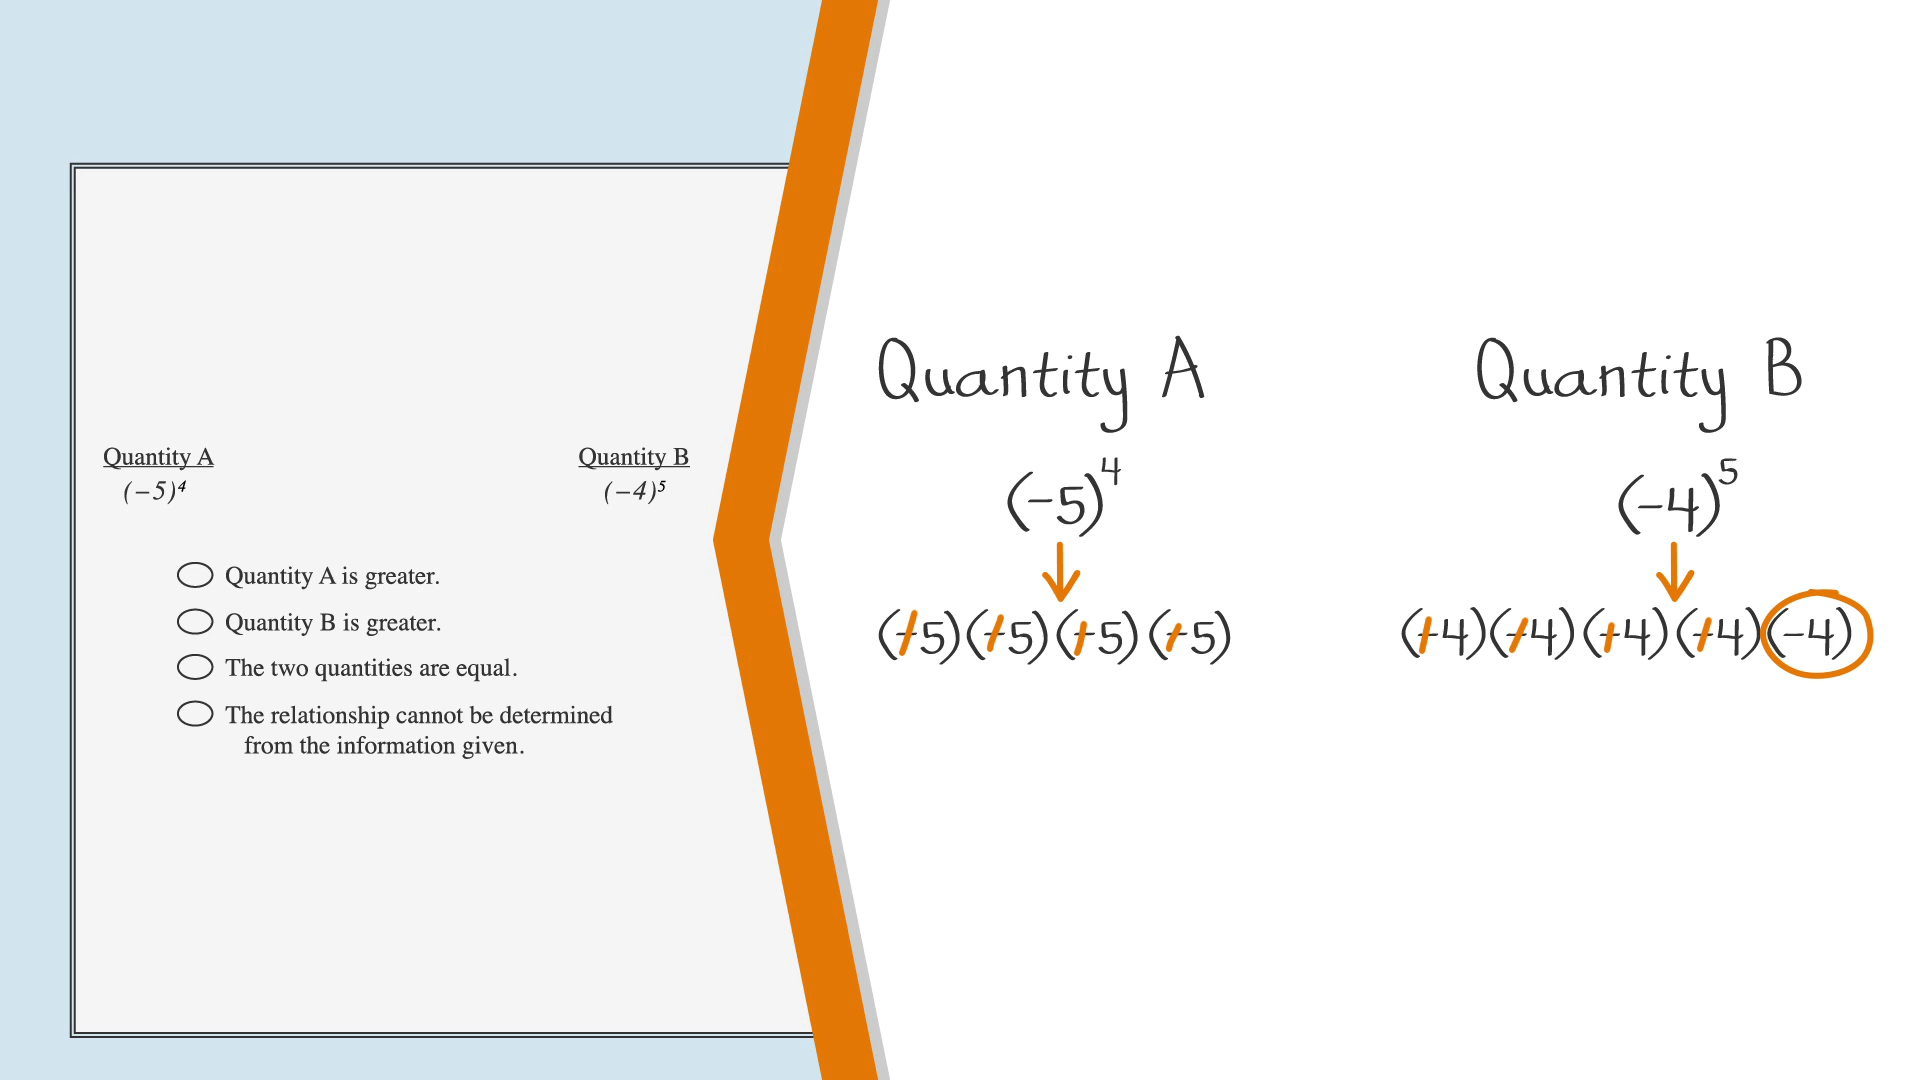 Quantity A Quantity B
(−5)⁴ (−4)⁵
Quantity A is greater.
Quantity B is greater.
The two quantities are equal.
The relationship cannot be determined
from the information given.
Quantity A Quantity B
(−5)⁴ (−4)⁵
(−5)(−5)(−5)(−5) (−4)(−4)(−4)(−4)(−4)